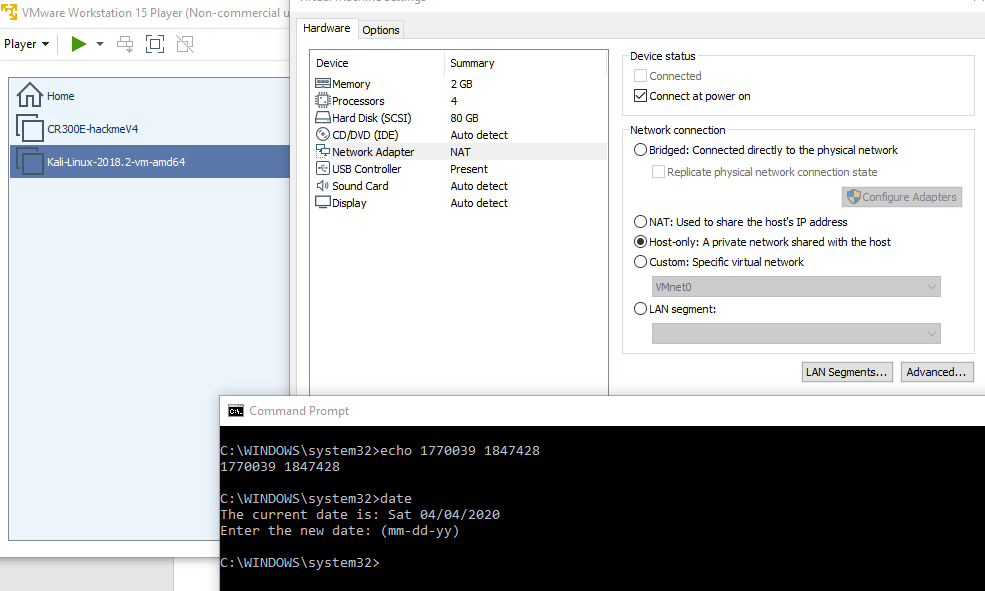 VMware Workstation 15 Player (Non-commercial u
Player
Home
CR300E-hackmeV4
Kali-Linux-2018.2-vm-amd64
Virtual Machine Settings
Hardware
Options
Device Summary
Memory 2 GB
Processors 4
Hard Disk (SCSI) 80 GB
CD/DVD (IDE) Auto detect
Network Adapter NAT
USB Controller Present
Sound Card Auto detect
Display Auto detect
Device status
Connected
Connect at power on
Network connection
Bridged: Connected directly to the physical network
Replicate physical network connection state
Configure Adapters
NAT: Used to share the host's IP address
Host-only: A private network shared with the host
Custom: Specific virtual network
VMnet0
LAN segment:
LAN Segments... Advanced...
C:\. Command Prompt
C:\WINDOWS\system32>echo 1770039 1847428
1770039 1847428
C:\WINDOWS\system32>date
The current date is: Sat 04/04/2020
Enter the new date: (mm-dd-yy)
C:\WINDOWS\system32>